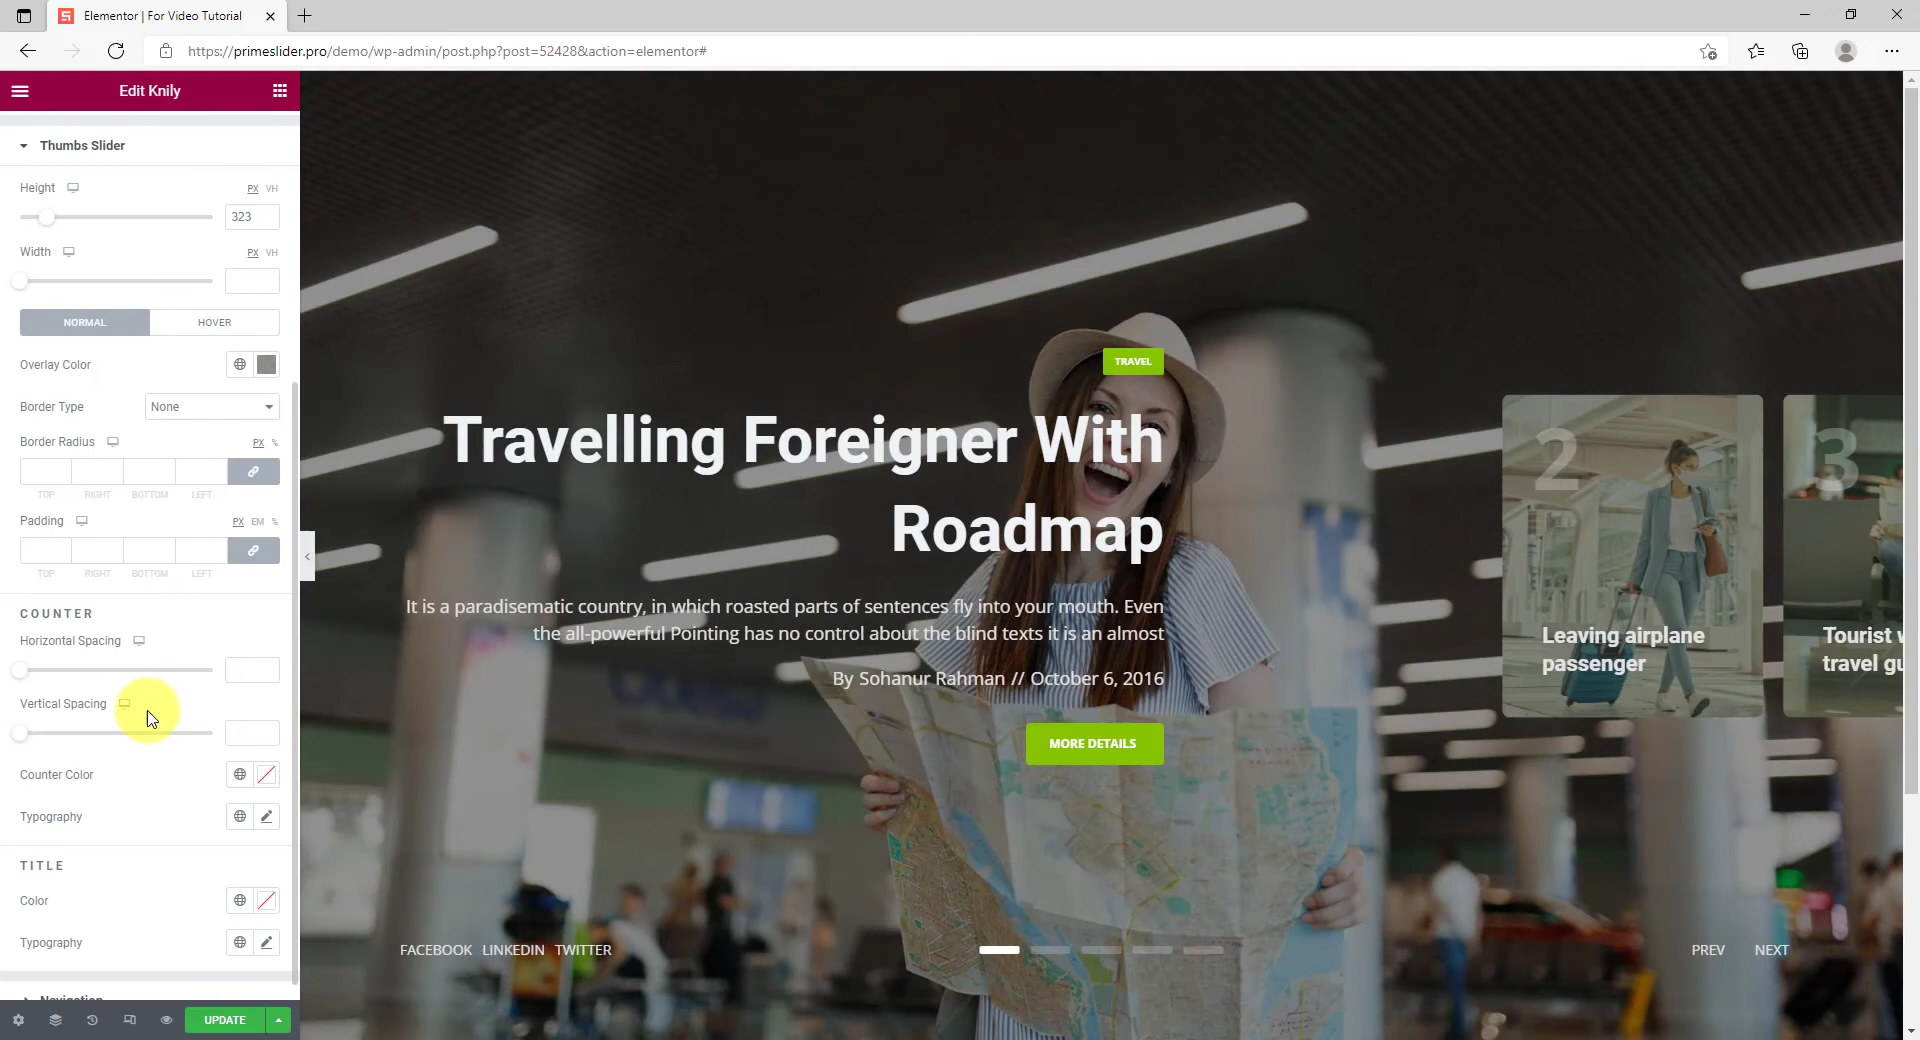 Elementor | For Video Tutorial
https://primeslider.pro/demo/wp-admin/post.php?post=52428&action=elementor#
Edit Knily
Thumbs Slider
Height PX VH
323
Width PX VH
NORMAL HOVER
Overlay Color
Border Type None
Border Radius PX %
TOP RIGHT BOTTOM LEFT
Padding PX EM %
TOP RIGHT BOTTOM LEFT
COUNTER
Horizontal Spacing
Vertical Spacing
Counter Color
Typography
TITLE
Color
Typography
Navigation
UPDATE
TRAVEL
Travelling Foreigner With
Roadmap
It is a paradisematic country, in which roasted parts of sentences fly into your mouth. Even
the all-powerful Pointing has no control about the blind texts it is an almost
By Sohanur Rahman // October 6, 2016
MORE DETAILS
2
Leaving airplane
passenger
3
Tourist
travel
FACEBOOK LINKEDIN TWITTER
PREV NEXT